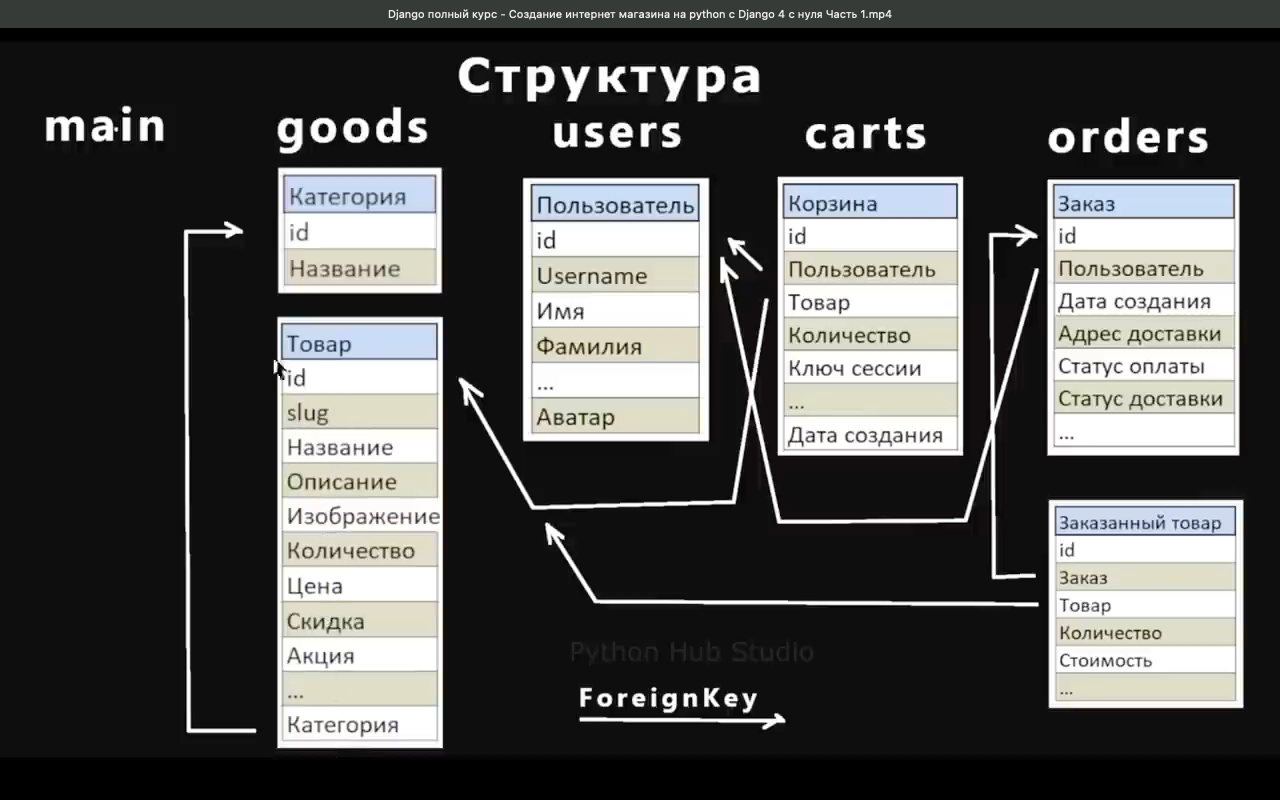 Django полный курс - Создание интернет магазина на python с Django 4 с нуля Часть 1.mp4
Структура
main
goods
users
carts
orders
Категория
id
Название
Товар
id
slug
Название
Описание
Изображение
Количество
Цена
Скидка
Акция
...
Категория
Пользователь
id
Username
Имя
Фамилия
...
Аватар
Корзина
id
Пользователь
Товар
Количество
Ключ сессии
...
Дата создания
Заказ
id
Пользователь
Дата создания
Адрес доставки
Статус оплаты
Статус доставки
...
Заказанный товар
id
Заказ
Товар
Количество
Стоимость
...
Python Hub Studio
ForeignKey